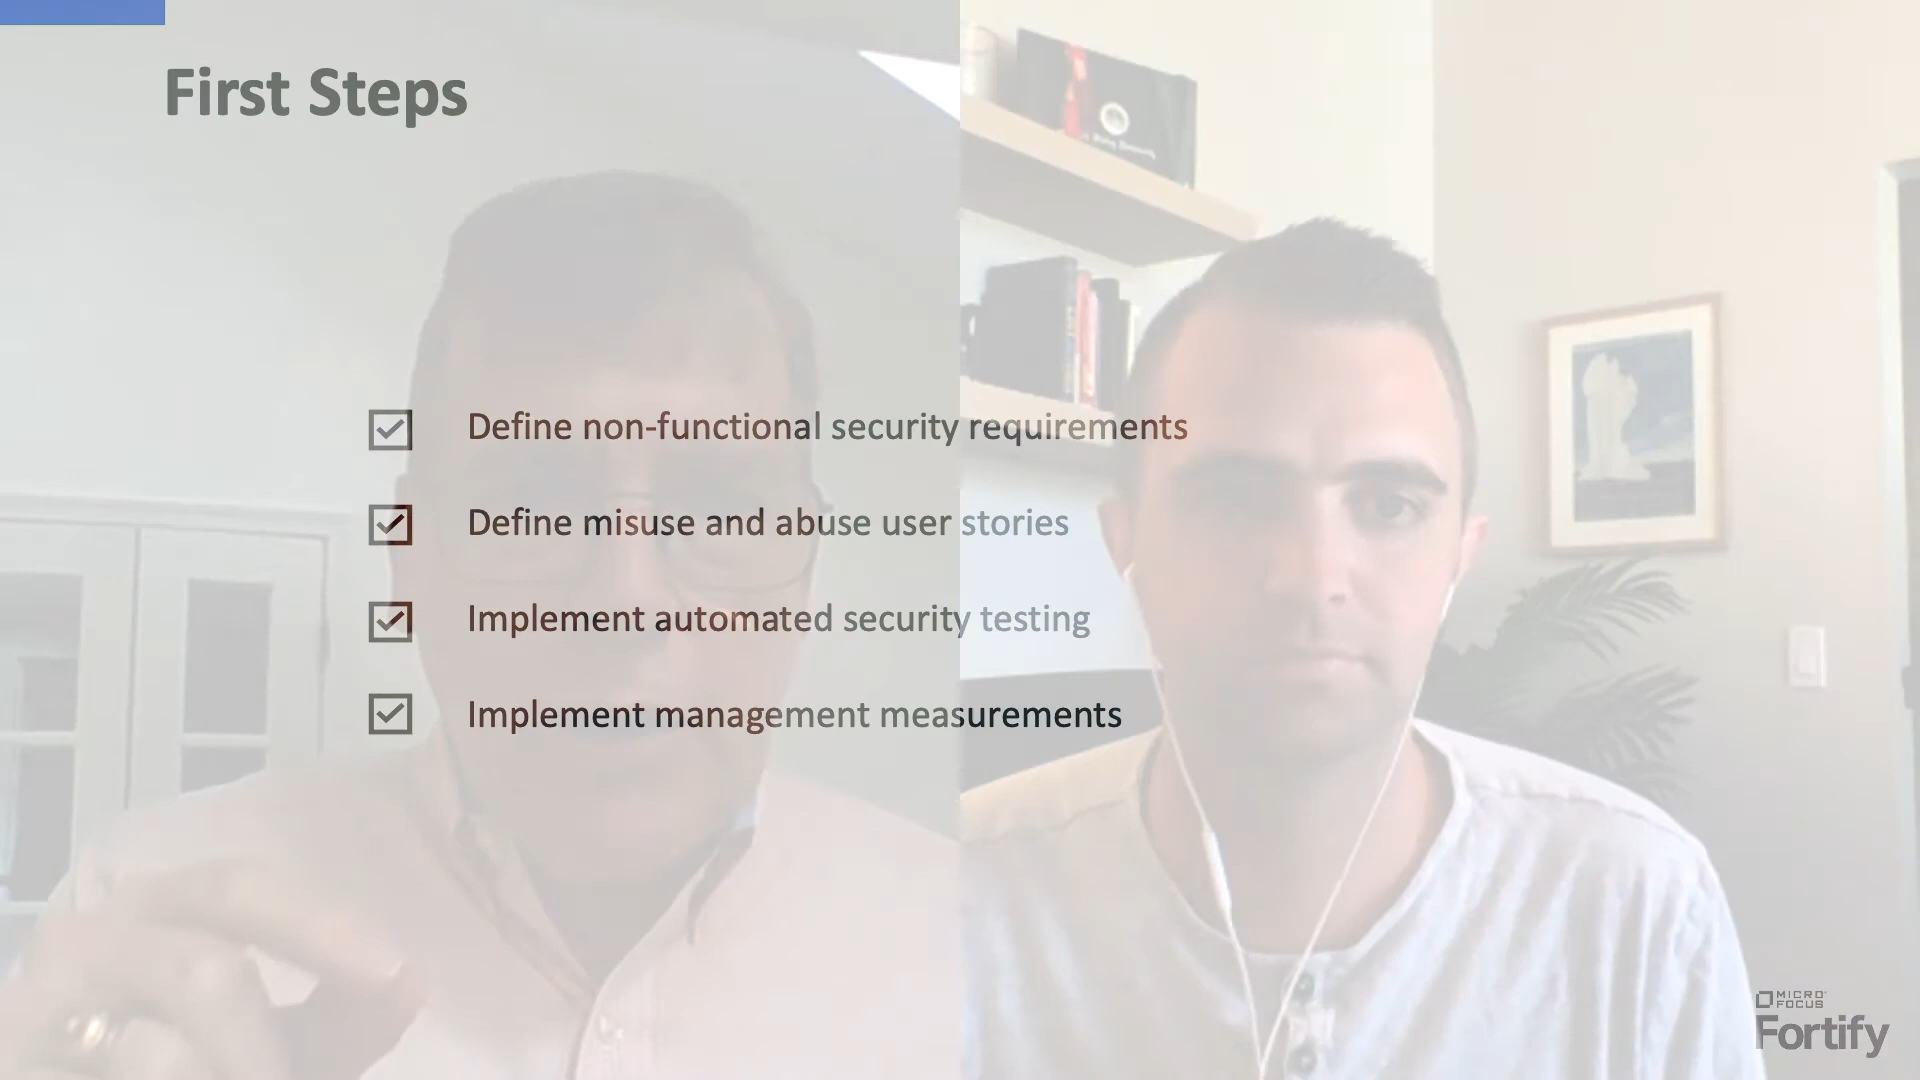 First Steps
Define non-functional security requirements
Define misuse and abuse user stories
Implement automated security testing
Implement management measurements
MICRO
FOCUS
Fortify